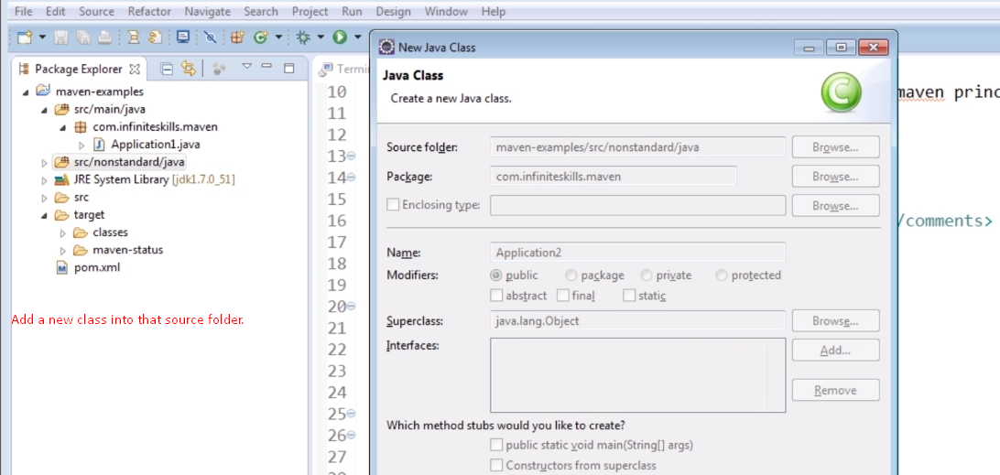 File Edit Source Refactor Navigate Search Project Run Design Window Help
New Java Class
Package Explorer
Termi
Java Class
Create a new Java class.
maven-examples
src/main/java
com.infiniteskills.maven
Application1.java
src/nonstandard/java
JRE System Library [jdk1.7.0_51]
src
target
classes
maven-status
pom.xml
Add a new class into that source folder.
10
11
12
13
14
15
16
17
18
19
20
21
22
23
24
25
26
27
maven princ
/comments>
Source folder: maven-examples/src/nonstandard/java Browse...
Package: com.infiniteskills.maven Browse...
Enclosing type: Browse...
Name: Application2
Modifiers: public package private protected
abstract final static
Superclass: java.lang.Object Browse...
Interfaces: Add...
Remove
Which method stubs would you like to create?
public static void main(String[] args)
Constructors from superclass